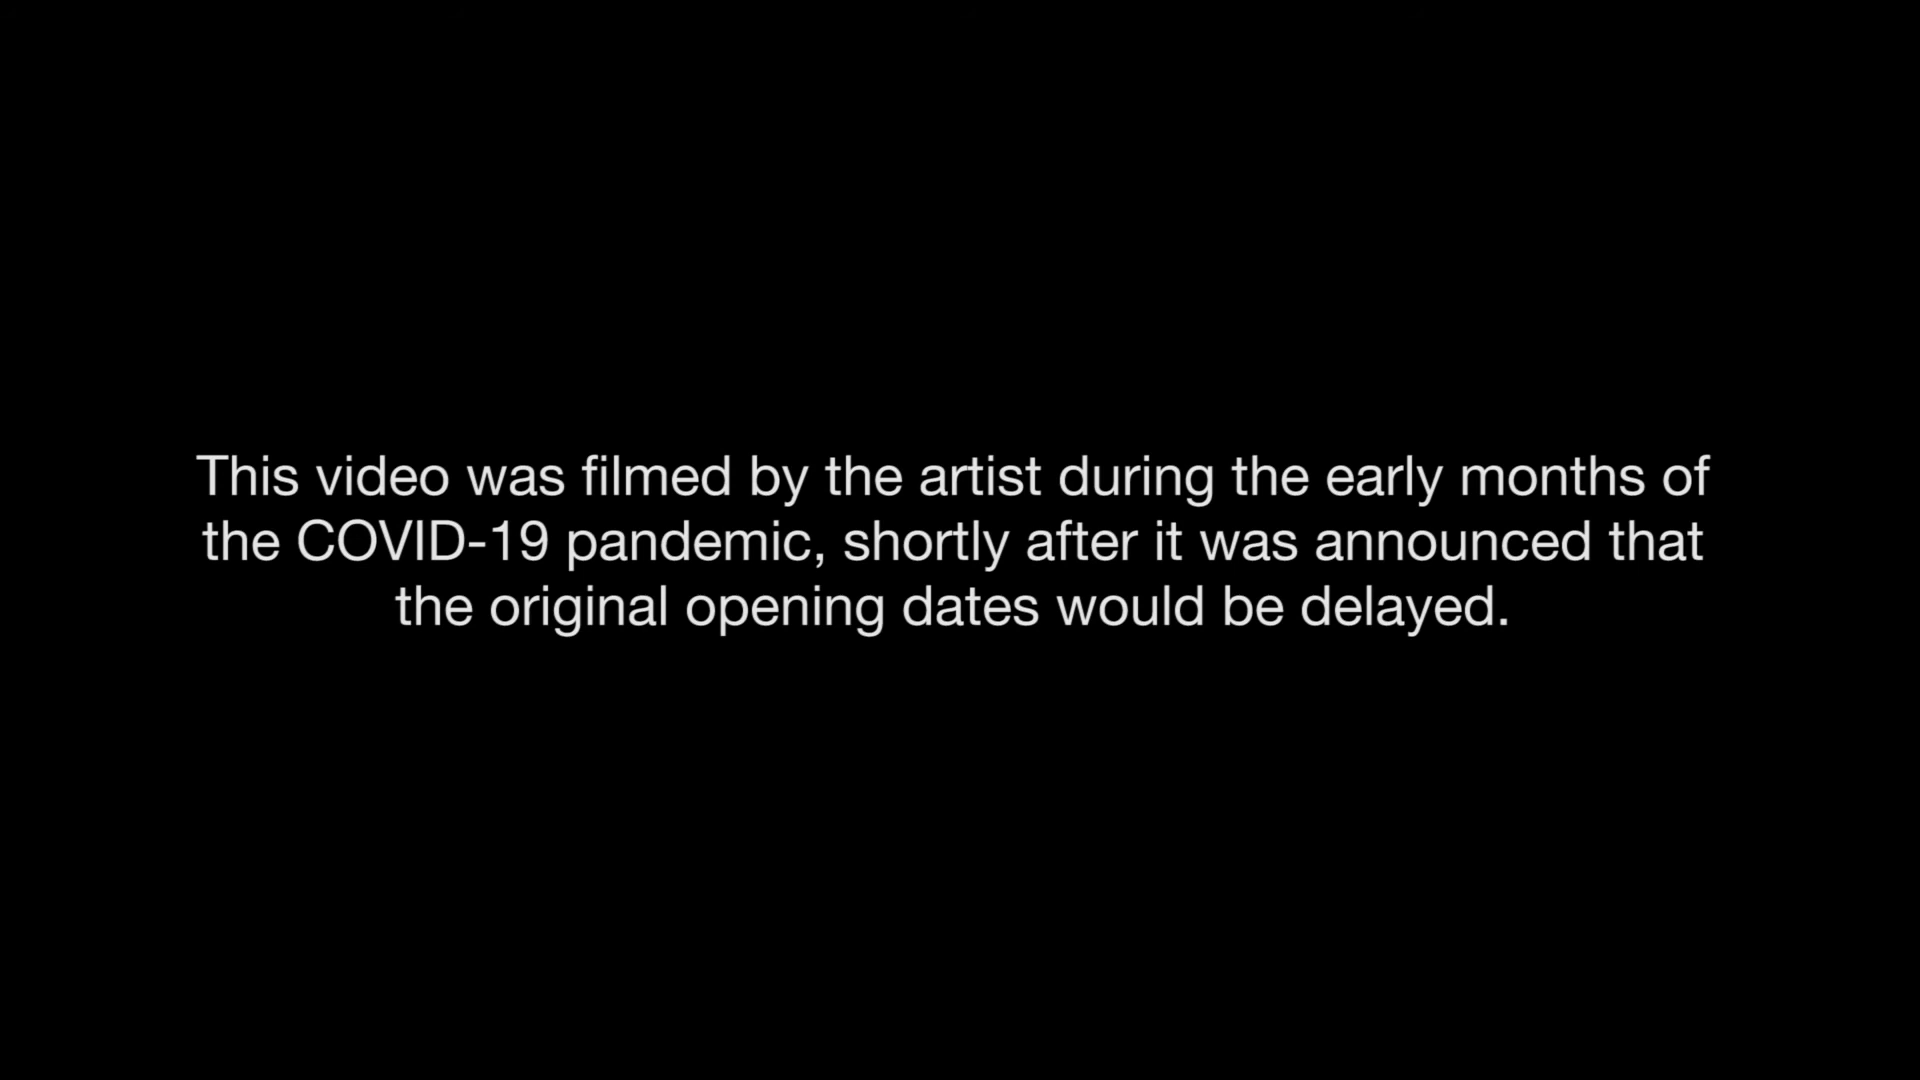 This video was filmed by the artist during the early months of
the COVID-19 pandemic, shortly after it was announced that
the original opening dates would be delayed.